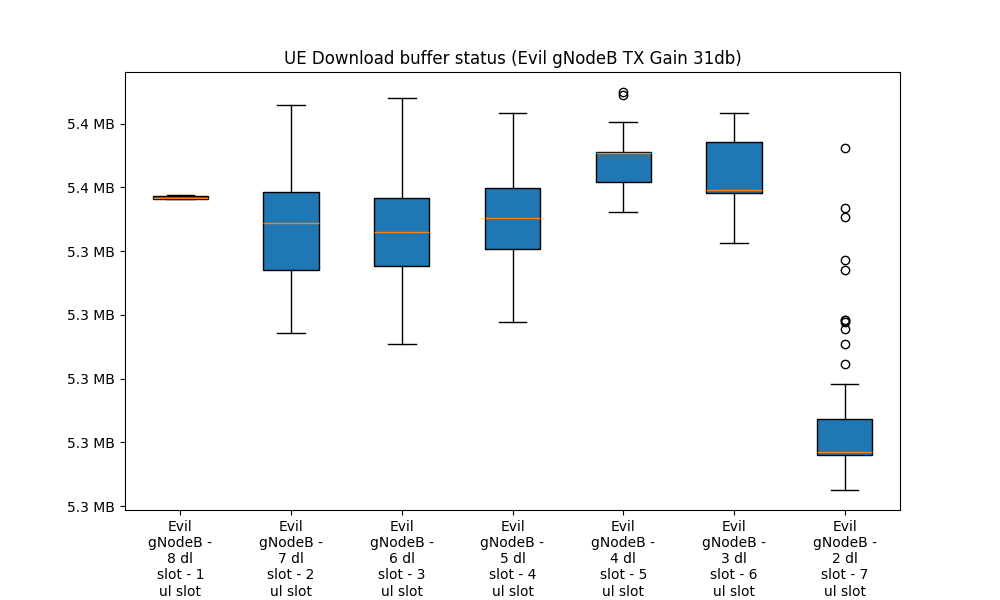 UE Download buffer status (Evil gNodeB TX Gain 31db)
5.4 MB
5.4 MB
5.3 MB
5.3 MB
5.3 MB
5.3 MB
5.3 MB
Evil
gNodeB -
8 dl
slot - 1
ul slot
Evil
gNodeB -
7 dl
slot - 2
ul slot
Evil
gNodeB -
6 dl
slot - 3
ul slot
Evil
gNodeB -
5 dl
slot - 4
ul slot
Evil
gNodeB -
4 dl
slot - 5
ul slot
Evil
gNodeB -
3 dl
slot - 6
ul slot
Evil
gNodeB -
2 dl
slot - 7
ul slot